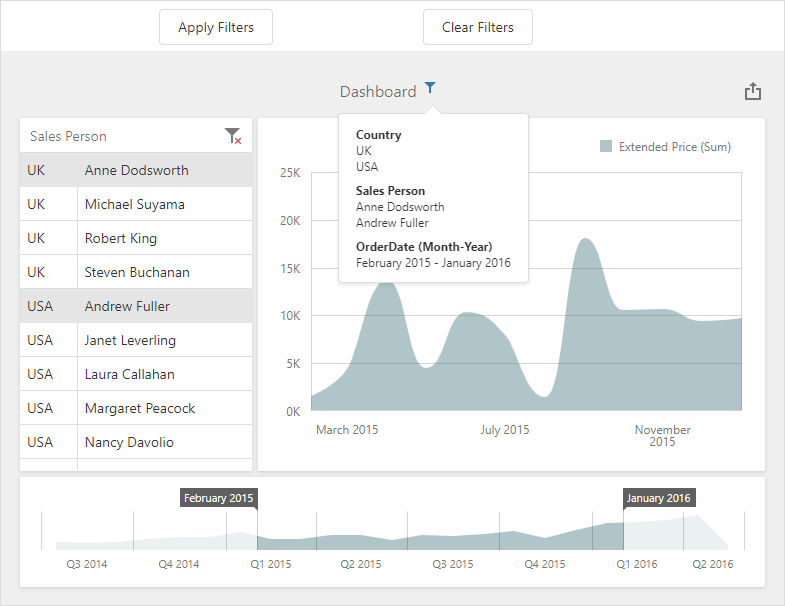 Apply Filters
Clear Filters
Dashboard
Sales Person
UK Anne Dodsworth
UK Michael Suyama
UK Robert King
UK Steven Buchanan
USA Andrew Fuller
USA Janet Leverling
USA Laura Callahan
USA Margaret Peacock
USA Nancy Davolio
Country
UK
USA
Sales Person
Anne Dodsworth
Andrew Fuller
OrderDate (Month-Year)
February 2015 - January 2016
Extended Price (Sum)
25K
20K
15K
10K
5K
0K
March 2015
July 2015
November
2015
February 2015
January 2016
Q3 2014
Q4 2014
Q1 2015
Q2 2015
Q3 2015
Q4 2015
Q1 2016
Q2 2016